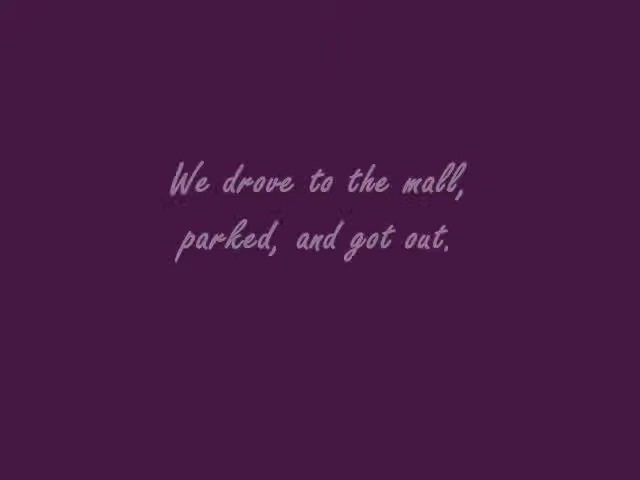 We drove to the mall,
parked, and got out.